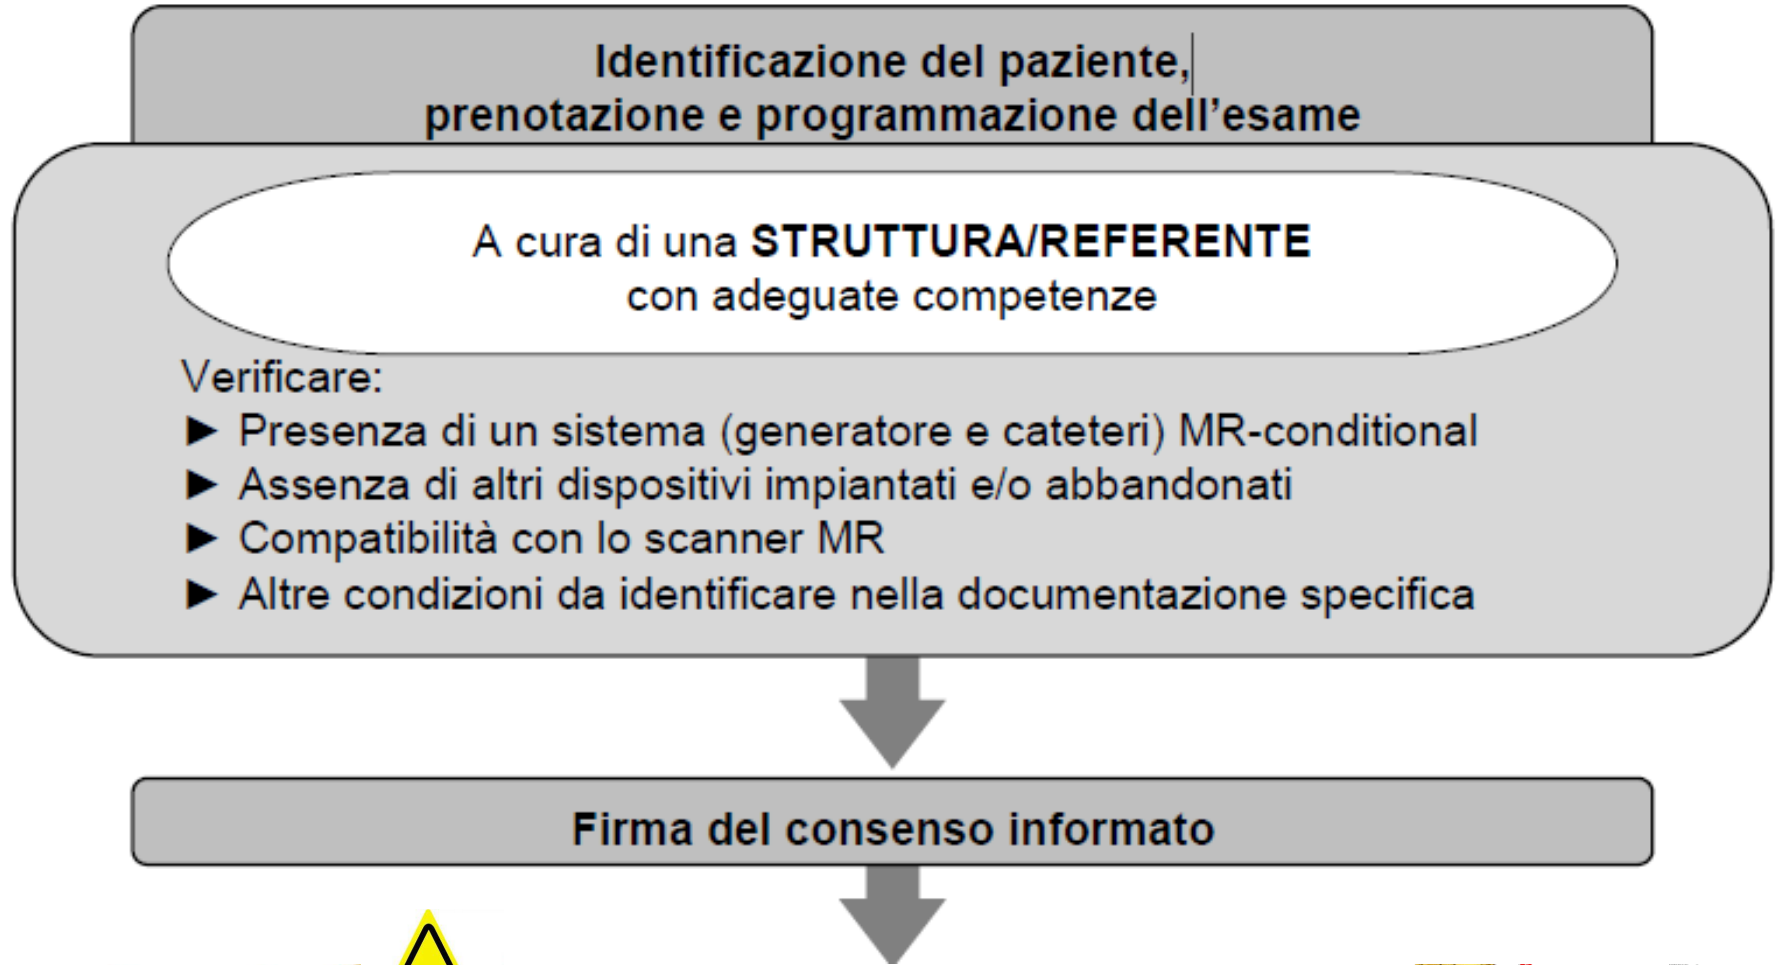 Identificazione del paziente,
prenotazione e programmazione dell'esame
A cura di una STRUTTURA/REFERENTE
con adeguate competenze
Verificare:
► Presenza di un sistema (generatore e cateteri) MR-conditional
► Assenza di altri dispositivi impiantati e/o abbandonati
► Compatibilità con lo scanner MR
► Altre condizioni da identificare nella documentazione specifica
Firma del consenso informato